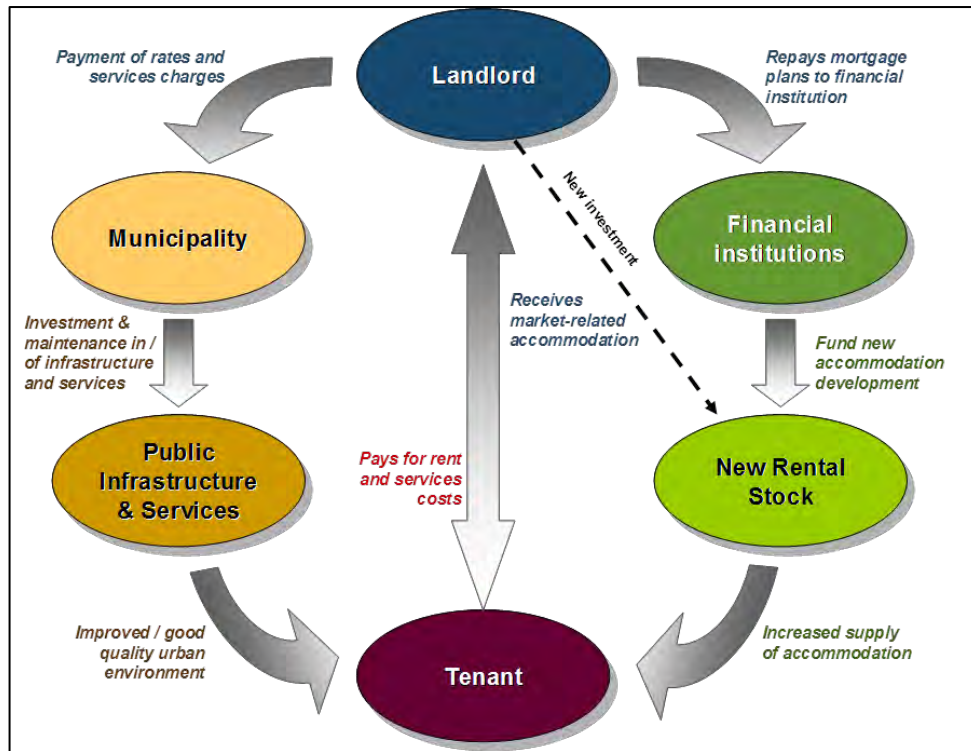 Payment of rates and
services charges
Landlord
Repays mortgage
plans to financial
institution
Municipality
New investment
Financial
institutions
Investment &
maintenance in /
of infrastructure
and services
Receives
market-related
accommodation
Fund new
accommodation
development
Public
Infrastructure
& Services
Pays for rent
and services
costs
New Rental
Stock
Improved / good
quality urban
environment
Tenant
Increased supply
of accommodation